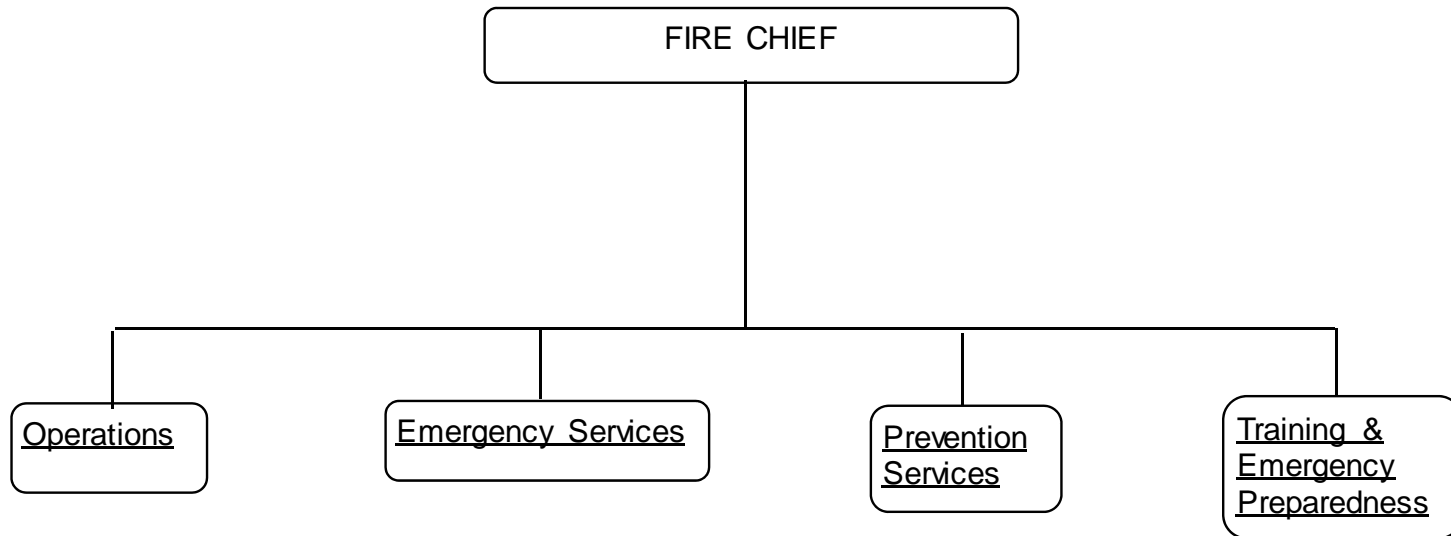 FIRE CHIEF
Operations
Emergency Services
Prevention
Services
Training &
Emergency
Preparedness